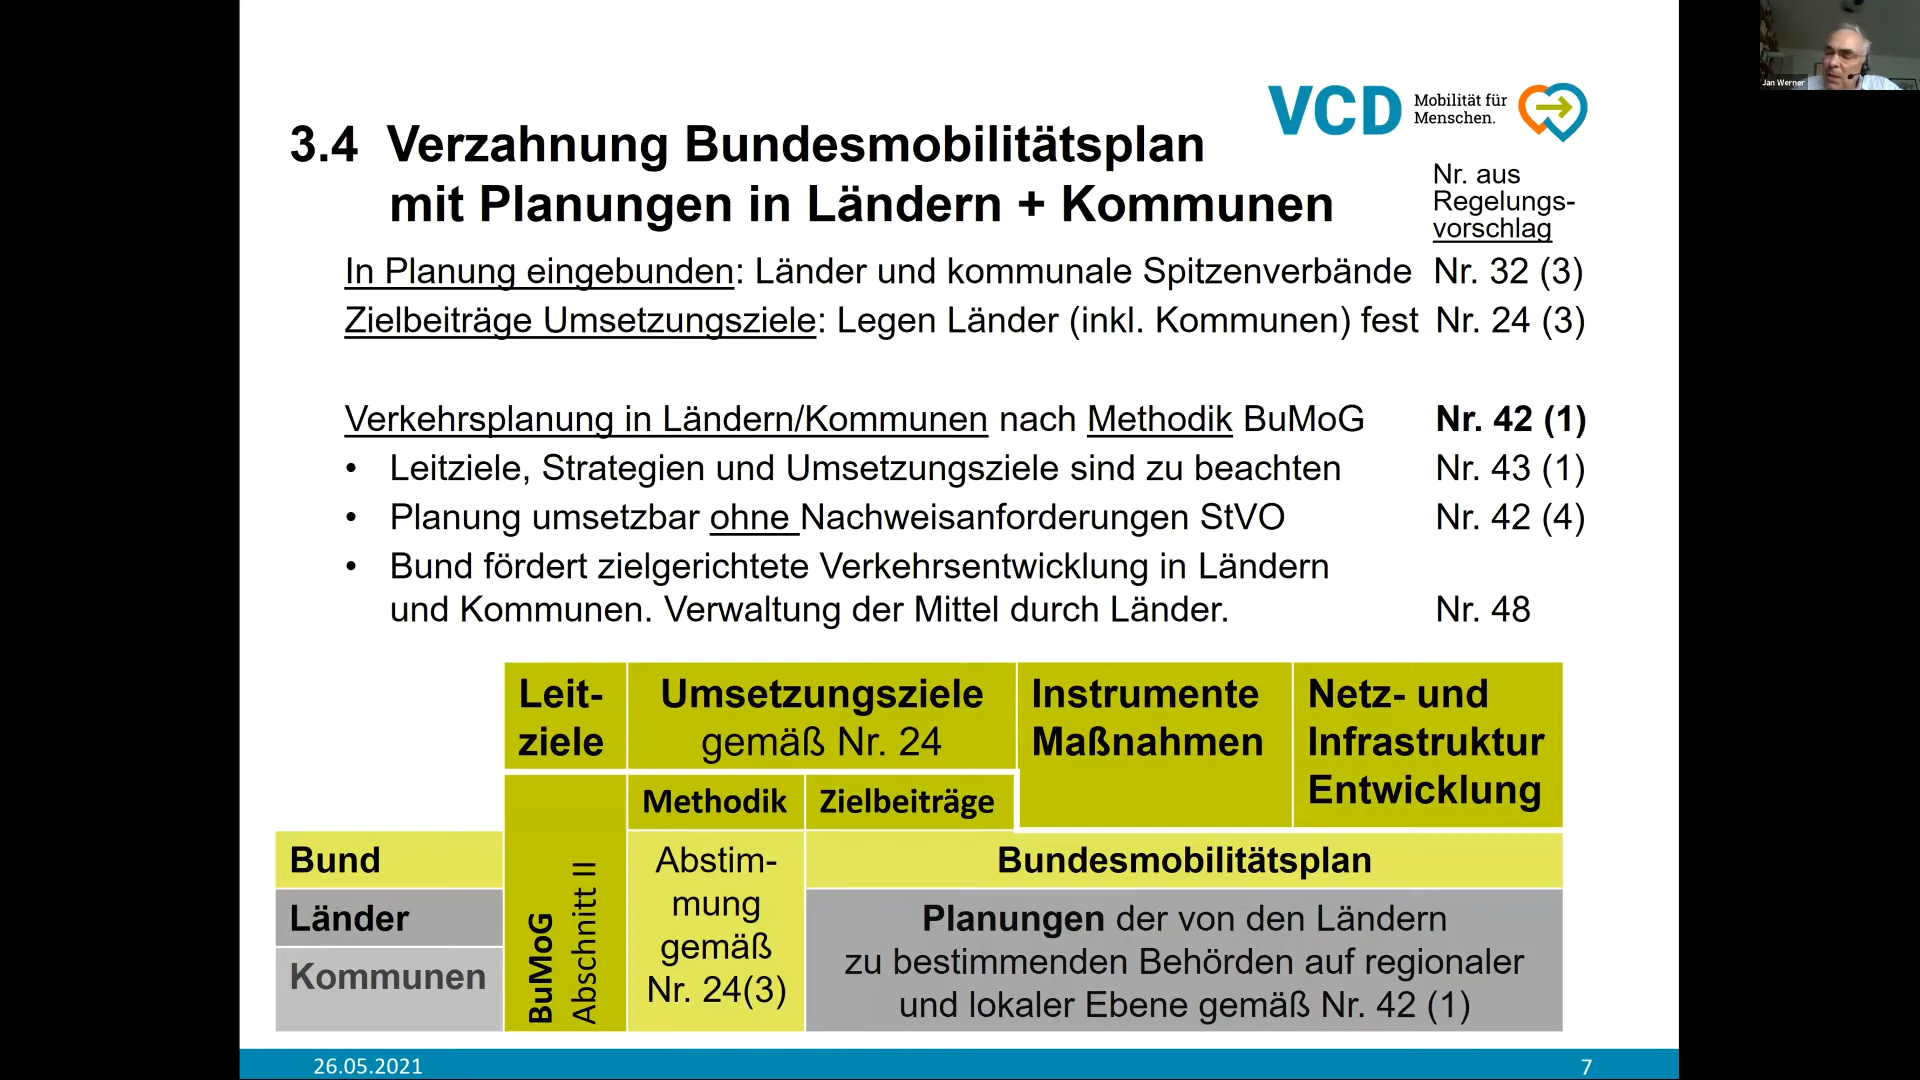 Jan Werner
VCD Mobilität für
Menschen.
3.4 Verzahnung Bundesmobilitätsplan
mit Planungen in Ländern + Kommunen
Nr. aus
Regelungs-
vorschlag
In Planung eingebunden: Länder und kommunale Spitzenverbände Nr. 32 (3)
Zielbeiträge Umsetzungsziele: Legen Länder (inkl. Kommunen) fest Nr. 24 (3)
Verkehrsplanung in Ländern/Kommunen nach Methodik BuMoG Nr. 42 (1)
• Leitziele, Strategien und Umsetzungsziele sind zu beachten Nr. 43 (1)
• Planung umsetzbar ohne Nachweisanforderungen StVO Nr. 42 (4)
• Bund fördert zielgerichtete Verkehrsentwicklung in Ländern
und Kommunen. Verwaltung der Mittel durch Länder. Nr. 48
Leit-
ziele
Umsetzungsziele
gemäß Nr. 24
Instrumente
Maßnahmen
Netz- und
Infrastruktur
Entwicklung
Methodik Zielbeiträge
Bund
Länder
Kommunen
BuMoG
Abschnitt II
Abstim-
mung
gemäß
Nr. 24(3)
Bundesmobilitätsplan
Planungen der von den Ländern
zu bestimmenden Behörden auf regionaler
und lokaler Ebene gemäß Nr. 42 (1)
26.05.2021 7